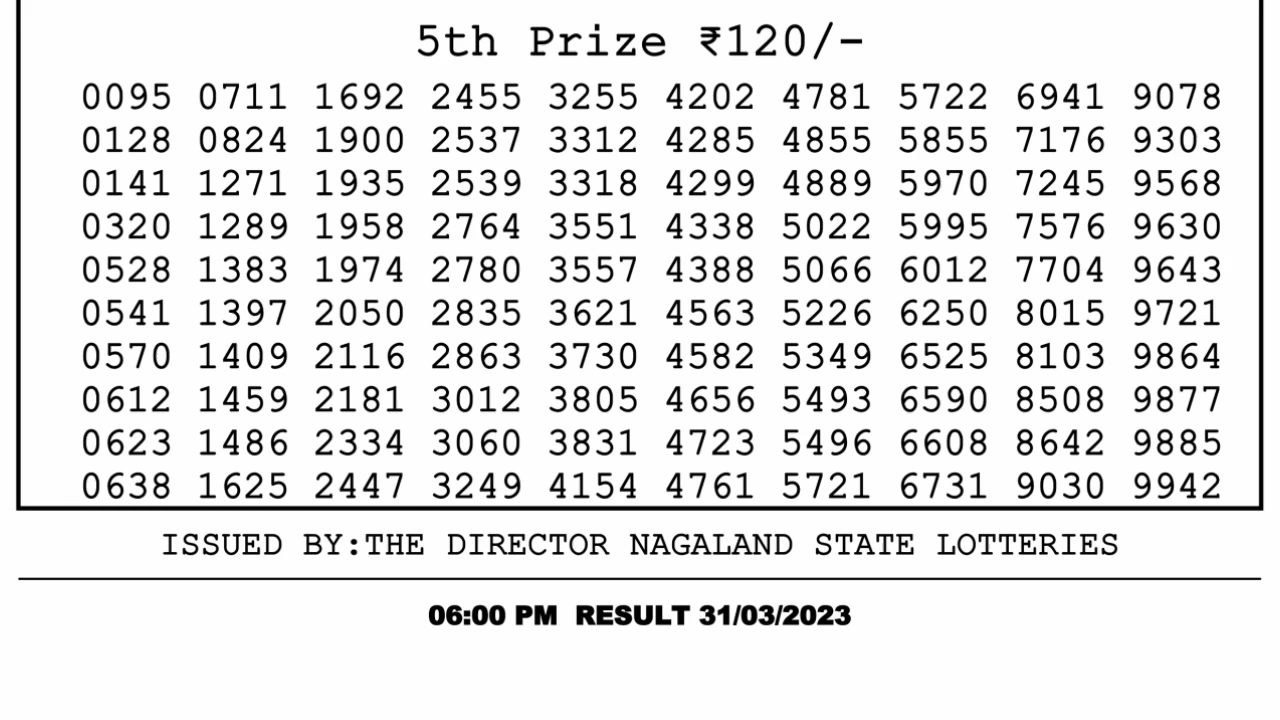 5th Prize ₹120/-
0095 0711 1692 2455 3255 4202 4781 5722 6941 9078
0128 0824 1900 2537 3312 4285 4855 5855 7176 9303
0141 1271 1935 2539 3318 4299 4889 5970 7245 9568
0320 1289 1958 2764 3551 4338 5022 5995 7576 9630
0528 1383 1974 2780 3557 4388 5066 6012 7704 9643
0541 1397 2050 2835 3621 4563 5226 6250 8015 9721
0570 1409 2116 2863 3730 4582 5349 6525 8103 9864
0612 1459 2181 3012 3805 4656 5493 6590 8508 9877
0623 1486 2334 3060 3831 4723 5496 6608 8642 9885
0638 1625 2447 3249 4154 4761 5721 6731 9030 9942
ISSUED BY:THE DIRECTOR NAGALAND STATE LOTTERIES
06:00 PM RESULT 31/03/2023